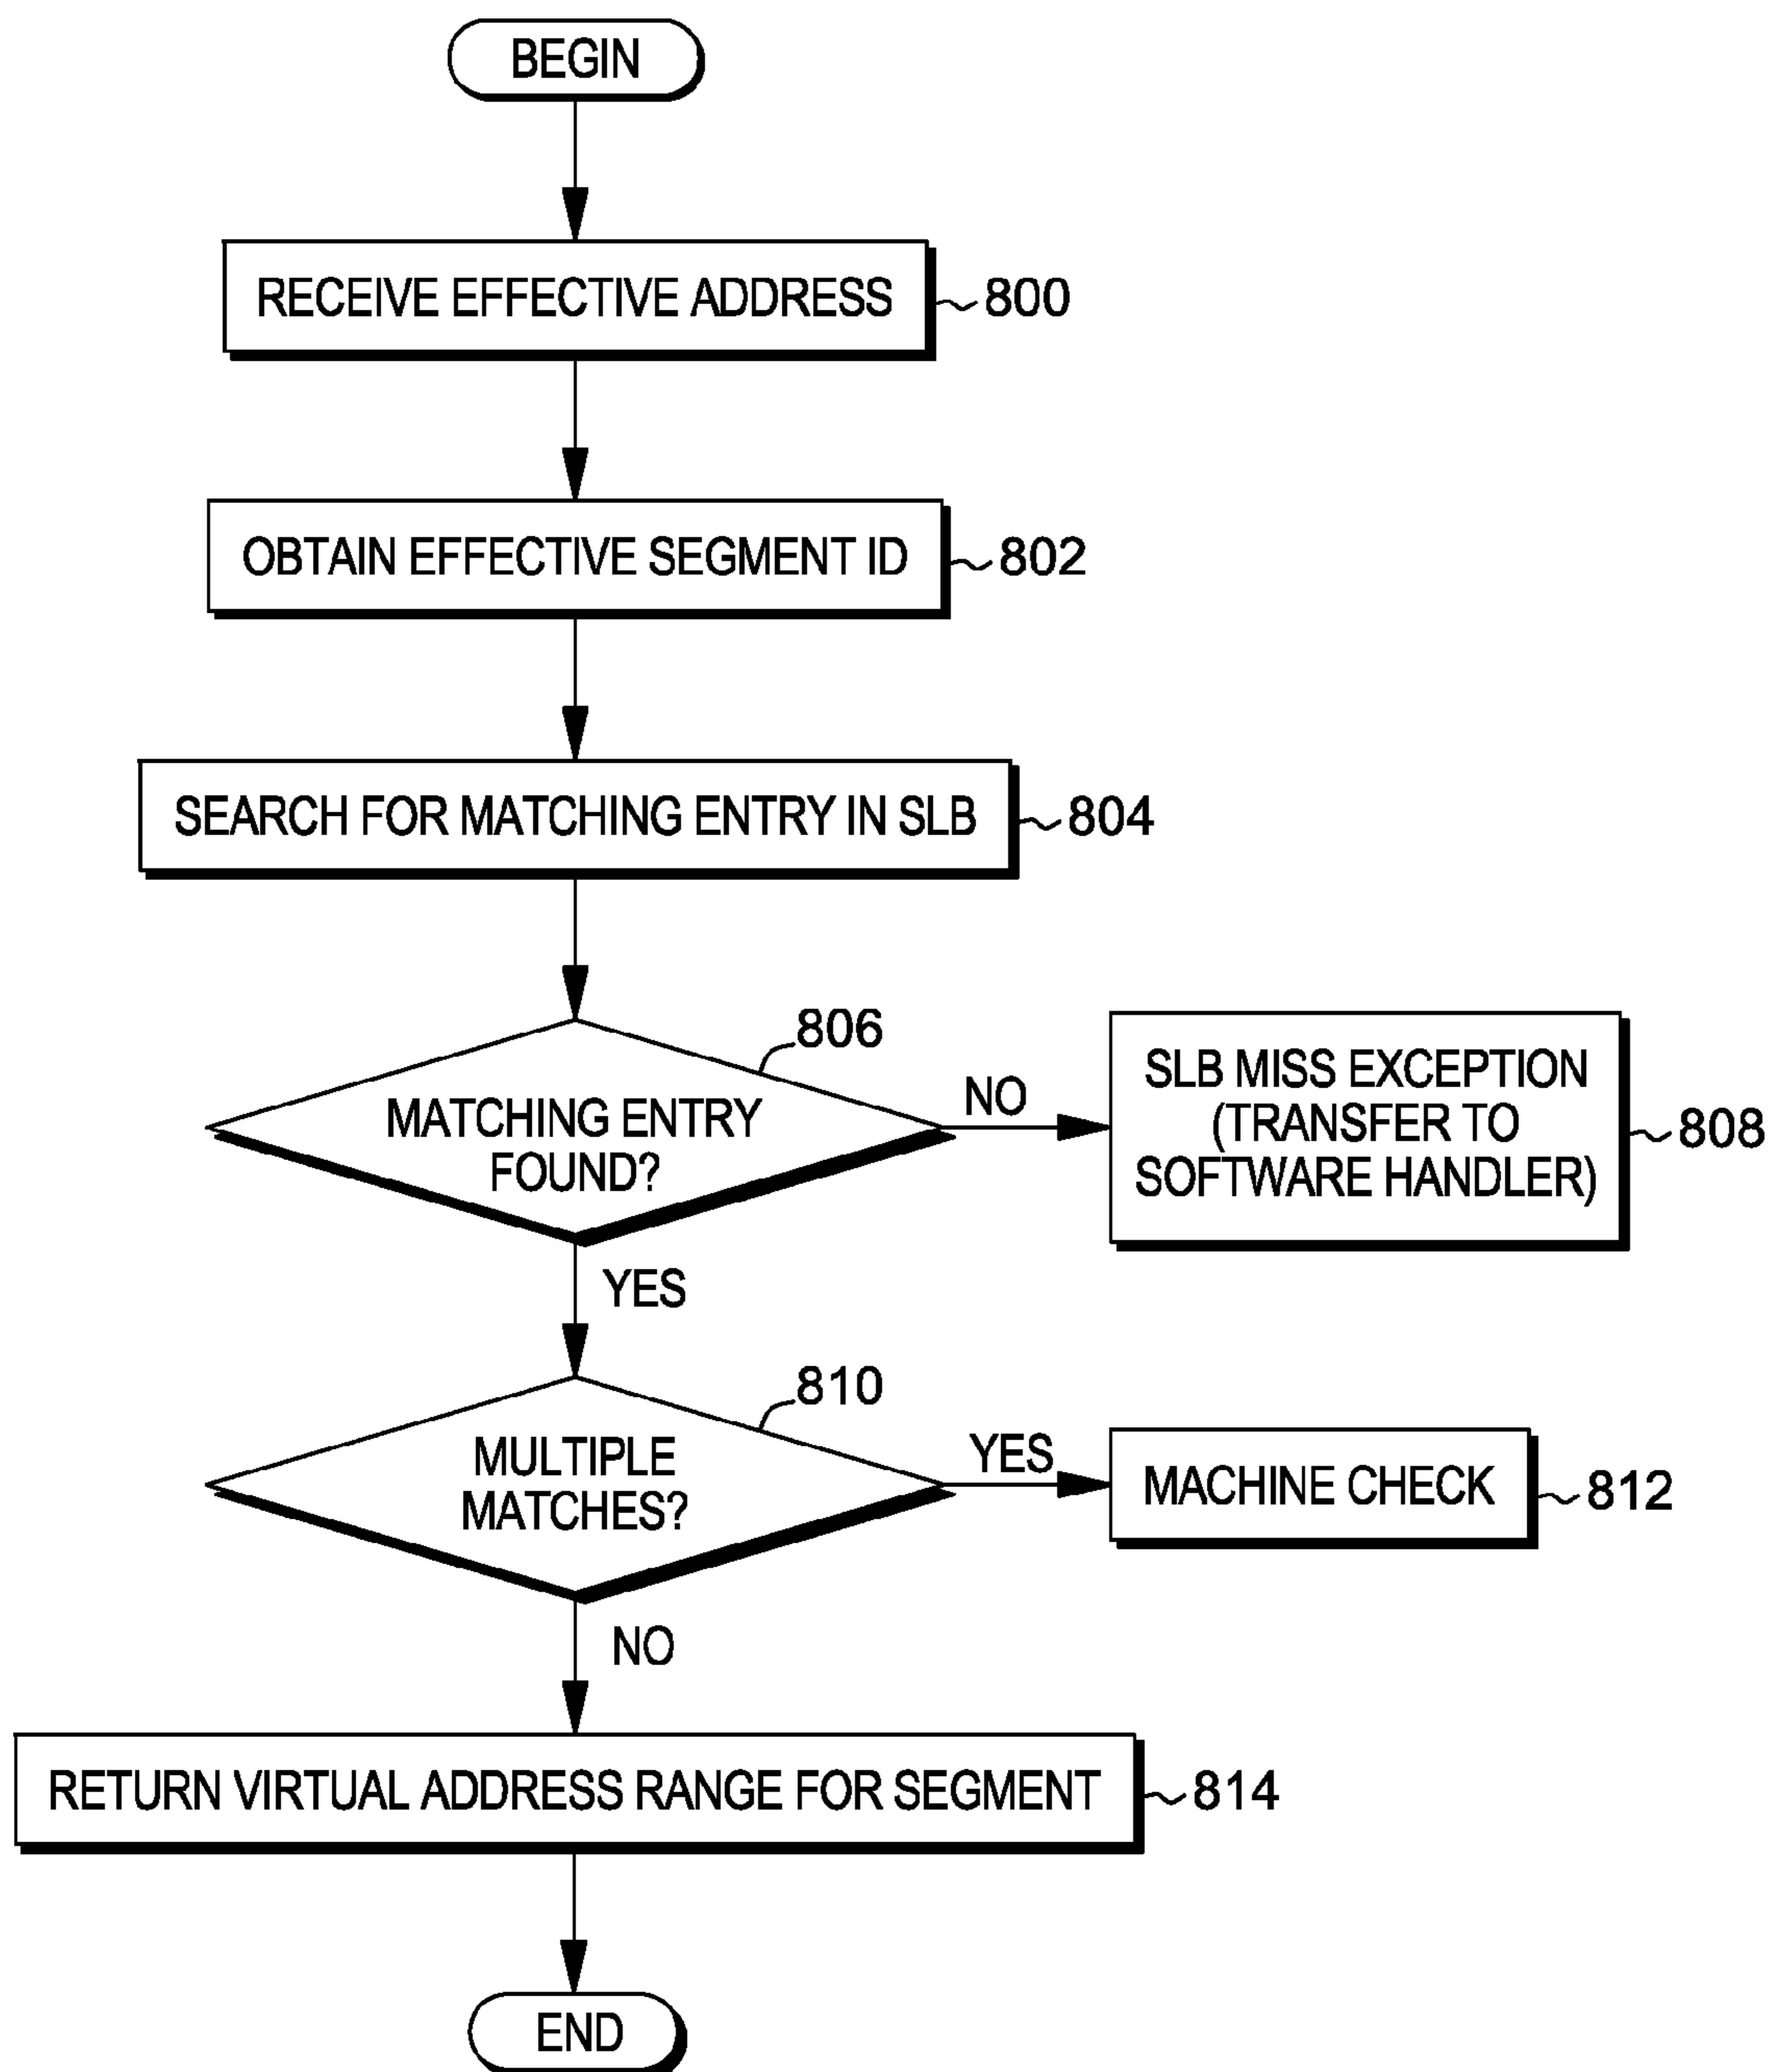 BEGIN
RECEIVE EFFECTIVE ADDRESS
800
OBTAIN EFFECTIVE SEGMENT ID
802
SEARCH FOR MATCHING ENTRY IN SLB
804
806
MATCHING ENTRY
FOUND?
NO
SLB MISS EXCEPTION
(TRANSFER TO
SOFTWARE HANDLER)
808
YES
810
MULTIPLE
MATCHES?
YES
MACHINE CHECK
812
NO
RETURN VIRTUAL ADDRESS RANGE FOR SEGMENT
814
END